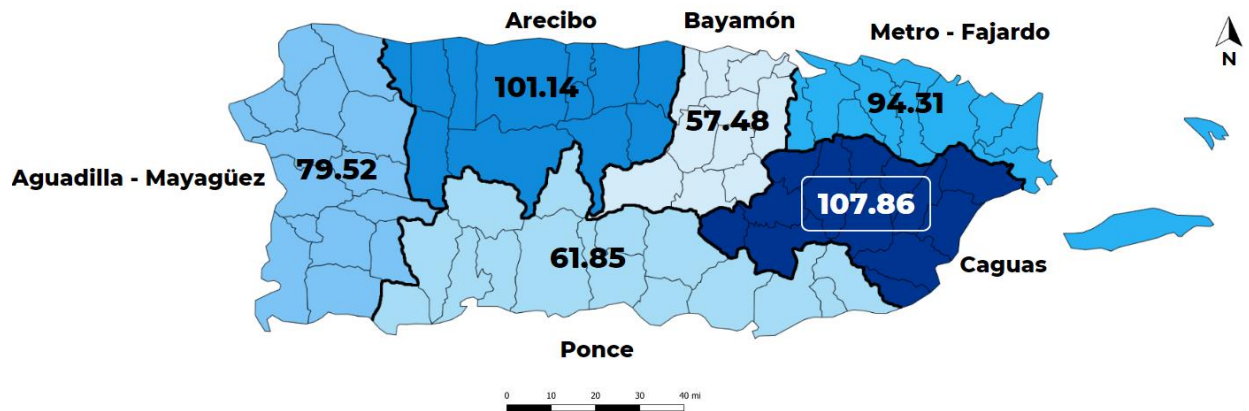 Arecibo
Bayamón
Metro - Fajardo
N
101.14
57.48
94.31
Aguadilla - Mayagüez
79.52
107.86
61.85
Caguas
Ponce
0 10 20 30 40 mi